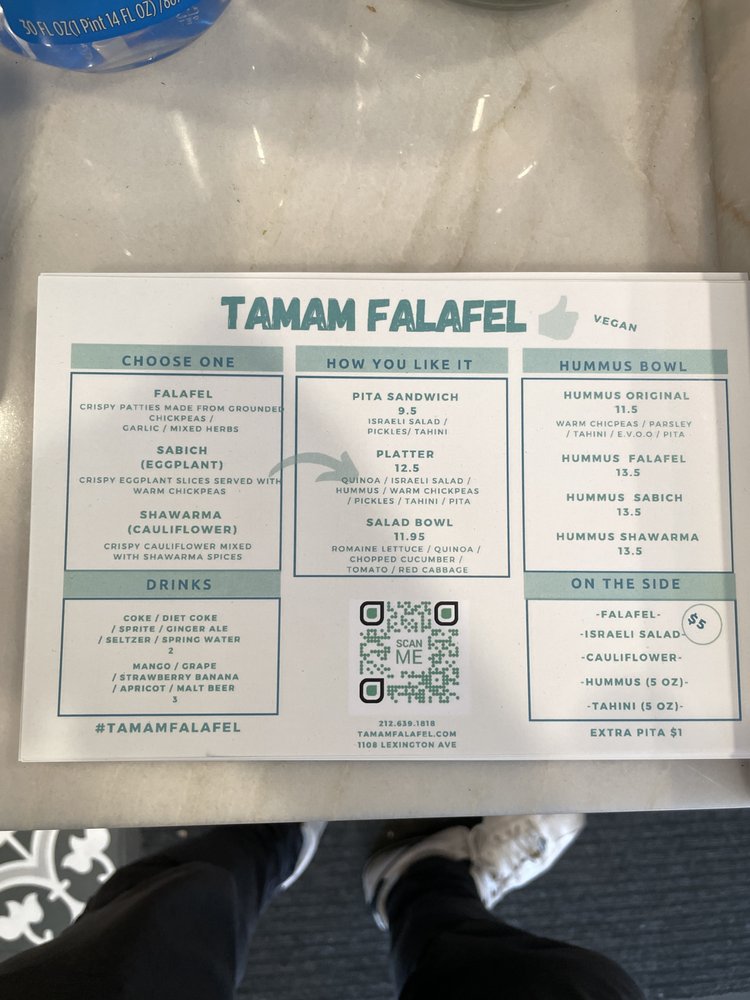 30 FL OZ (1 Pint 14 FL OZ)
TAMAM FALAFEL
VEGAN
CHOOSE ONE
FALAFEL
CRISPY PATTIES MADE FROM GROUNDED
CHICKPEAS /
GARLIC / MIXED HERBS
SABICH
(EGGPLANT)
CRISPY EGGPLANT SLICES SERVED WITH
WARM CHICKPEAS
SHAWARMA
(CAULIFLOWER)
CRISPY CAULIFLOWER MIXED
WITH SHAWARMA SPICES
DRINKS
COKE / DIET COKE
/ SPRITE / GINGER ALE
/ SELTZER / SPRING WATER
2
MANGO / GRAPE
/ STRAWBERRY BANANA
/ APRICOT / MALT BEER
3
#TAMAMFALAFEL
HOW YOU LIKE IT
PITA SANDWICH
9.5
ISRAELI SALAD /
PICKLES/ TAHINI
PLATTER
12.5
QUINOA / ISRAELI SALAD /
HUMMUS / WARM CHICKPEAS
/ PICKLES / TAHINI / PITA
SALAD BOWL
11.95
ROMAINE LETTUCE / QUINOA /
CHOPPED CUCUMBER /
TOMATO / RED CABBAGE
SCAN
ME
212.639.1818
TAMAMFALAFEL.COM
1108 LEXINGTON AVE
HUMMUS BOWL
HUMMUS ORIGINAL
11.5
WARM CHICPEAS / PARSLEY
/ TAHINI / E.V.O.O / PITA
HUMMUS FALAFEL
13.5
HUMMUS SABICH
13.5
HUMMUS SHAWARMA
13.5
ON THE SIDE
$5
-FALAFEL-
-ISRAELI SALAD-
-CAULIFLOWER-
-HUMMUS (5 OZ)-
-TAHINI (5 OZ)-
EXTRA PITA $1